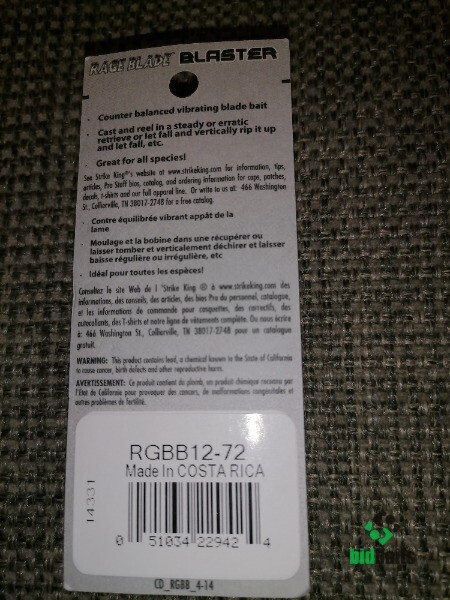 RAGE BLADE™ BLASTER
- Counter balanced vibrating blade bait
- Cast and reel in a steady or erratic
retrieve or let fall and vertically rip it up
and let fall, etc.
- Great for all species!
See Strike King®'s website at www.strikeking.com for information, tips,
articles, Pro Staff bios, catalog, and ordering information for caps, patches,
decals, t-shirts and our full apparel line. Or write to us at: 466 Washington
St., Collierville, TN 38017-2748 for a free catalog.
- Contre équilibrée vibrant appât de la
lame
- Moulage et la bobine dans une récupérer ou
laisser tomber et verticalement déchirer et laisser
baisse régulière ou irrégulière, etc
- Idéal pour toutes les espèces!
Consultez le site Web de l 'Strike King ® à www.strikeking.com des
informations, des conseils, des articles, des bios Pro du personnel, catalogue,
et les informations de commande pour casquettes, des correctifs, des
autocollants, des T-shirts et notre ligne de vêtements complète. Ou nous écrire
à: 466 Washington St., Collierville, TN 38017-2748 pour un catalogue
gratuit.
WARNING: This product contains lead, a chemical known to the State of California
to cause cancer, birth defects and other reproductive harm.
AVERTISSEMENT: Ce produit contient du plomb, un produit chimique reconnu par
l'Etat de Californie pour provoquer des cancers, de malformations congénitales et
autres problèmes de fertilité.
RGBB12-72
Made In COSTA RICA
14331
0 51034 22942 4
CD_RGBB_4-14